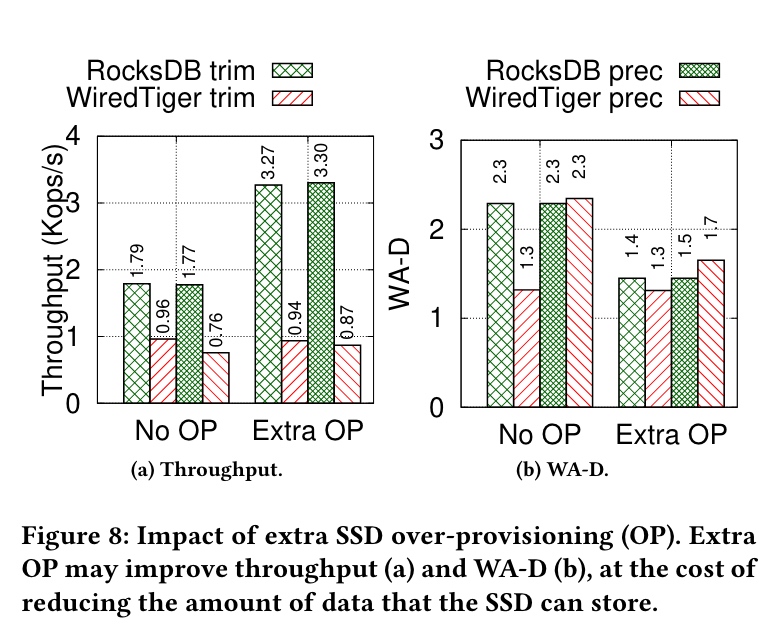 RocksDB trim
WiredTiger trim
Throughput (Kops/s)
4
3
2
1
0
1.79
0.96
1.77
0.76
3.27
0.94
3.30
0.87
No OP
Extra OP
(a) Throughput.
RocksDB prec
WiredTiger prec
WA-D
3
2
1
0
2.3
1.3
2.3
2.3
1.4
1.3
1.5
1.7
No OP
Extra OP
(b) WA-D.
Figure 8: Impact of extra SSD over-provisioning (OP). Extra
OP may improve throughput (a) and WA-D (b), at the cost of
reducing the amount of data that the SSD can store.